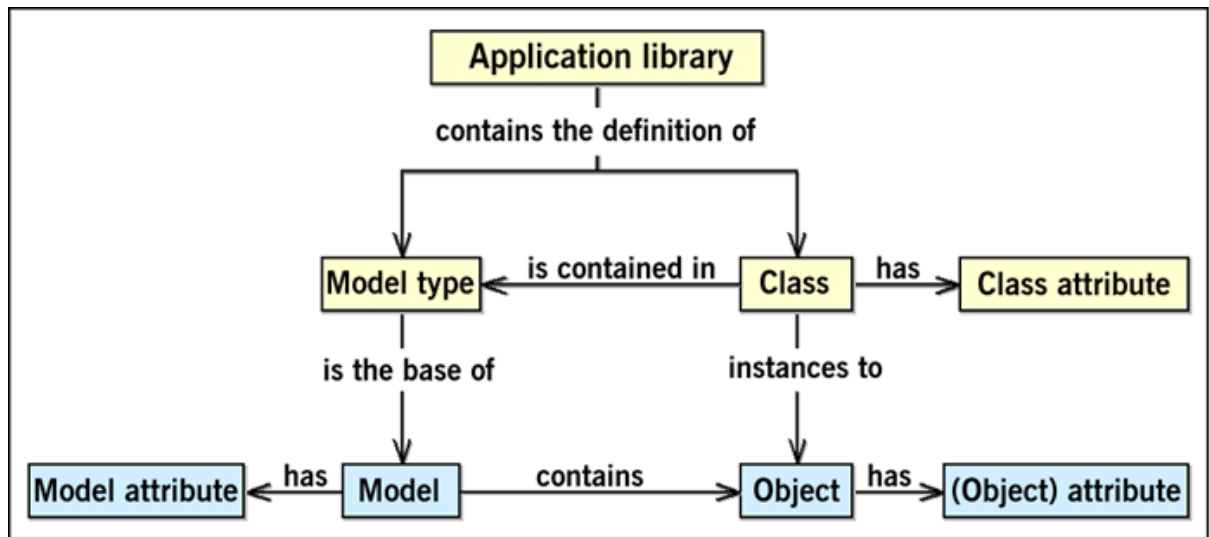 Application library
contains the definition of
Model type
is contained in
Class
has
Class attribute
is the base of
instances to
Model attribute
has
Model
contains
Object
has
(Object) attribute